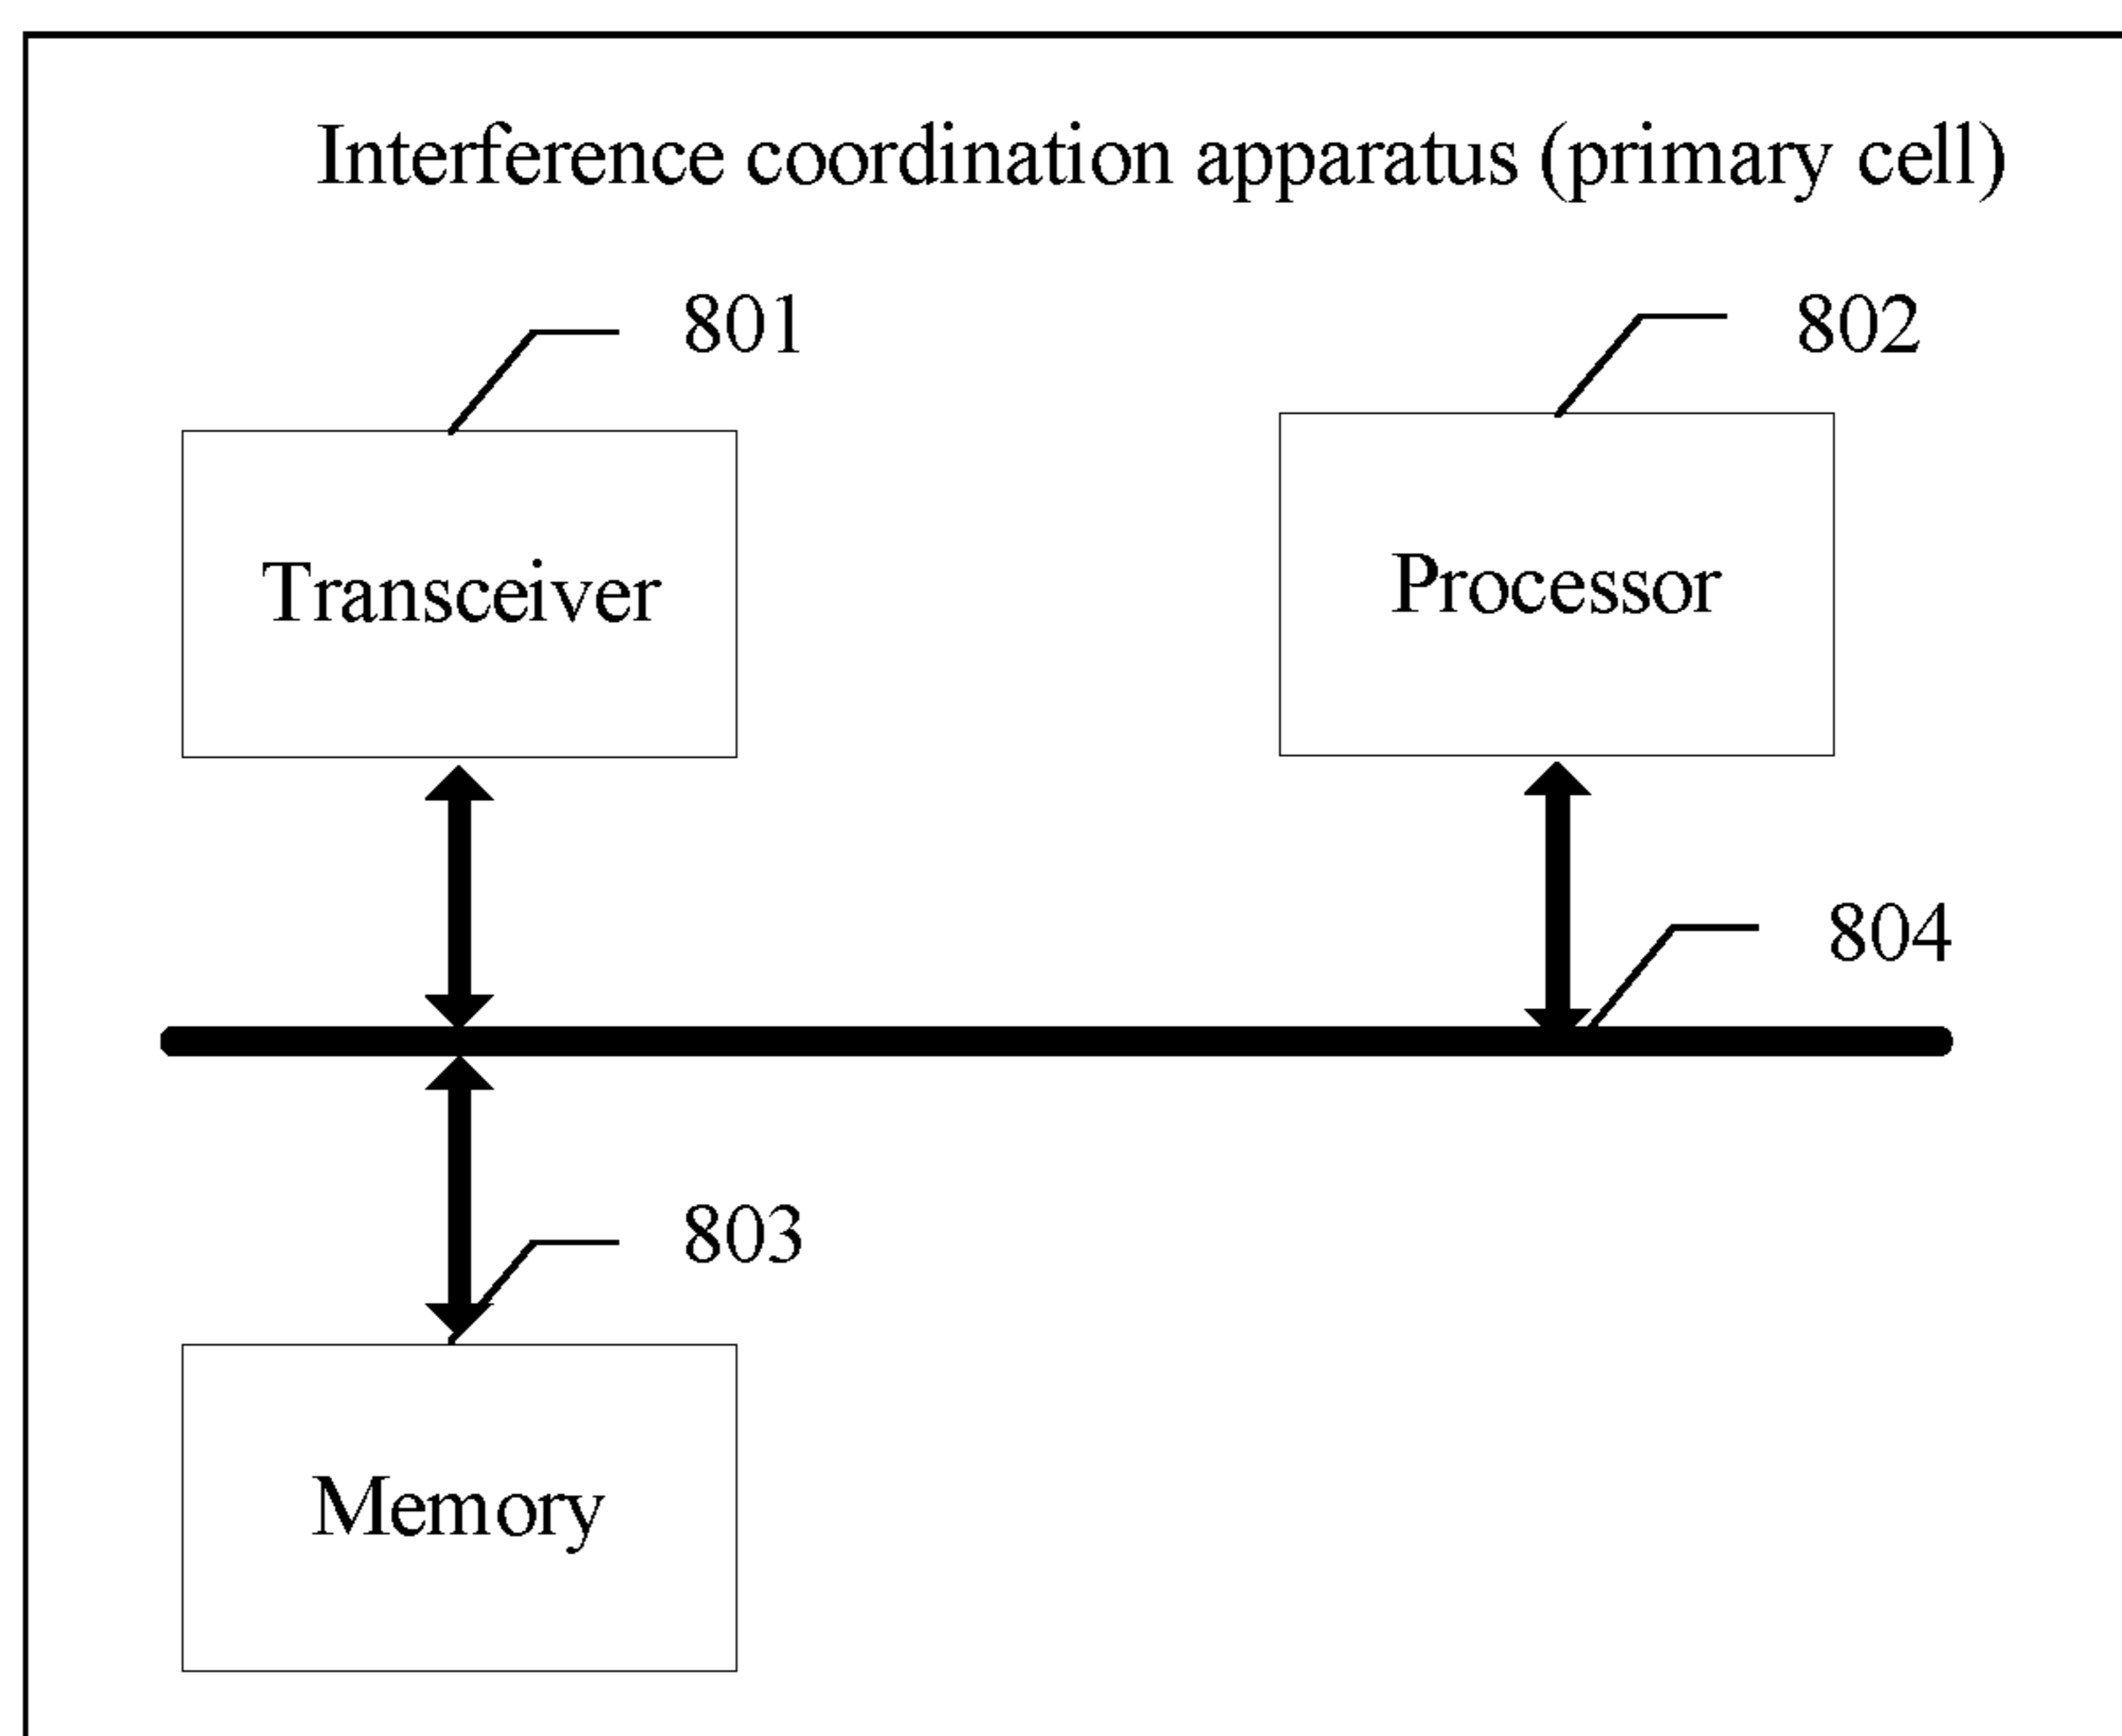 Interference coordination apparatus (primary cell)
801
802
Transceiver
Processor
804
803
Memory